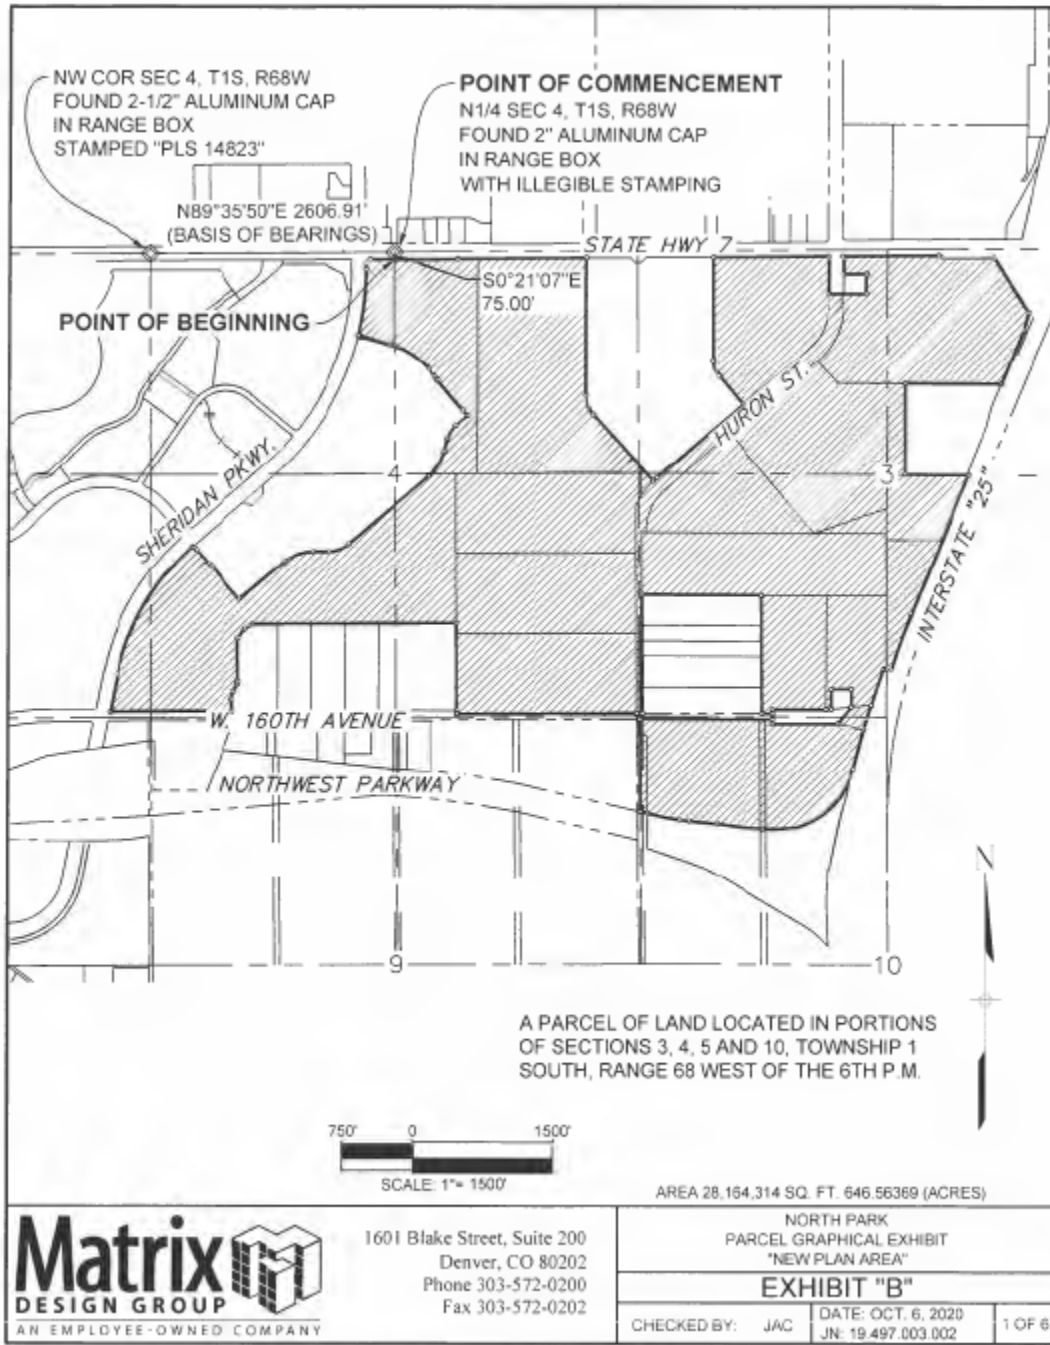 NW COR SEC 4, T1S, R68W
FOUND 2-1/2" ALUMINUM CAP
IN RANGE BOX
STAMPED "PLS 14823"
POINT OF COMMENCEMENT
N1/4 SEC 4, T1S, R68W
FOUND 2" ALUMINUM CAP
IN RANGE BOX
WITH ILLEGIBLE STAMPING
N89°35'50"E 2606.91'
(BASIS OF BEARINGS)
STATE HWY 7
S0°21'07"E
75.00'
POINT OF BEGINNING
HURON ST.
SHERIDAN PKWY.
4
3
INTERSTATE "25"
W. 160TH AVENUE
NORTHWEST PARKWAY
N
9
10
A PARCEL OF LAND LOCATED IN PORTIONS
OF SECTIONS 3, 4, 5 AND 10, TOWNSHIP 1
SOUTH, RANGE 68 WEST OF THE 6TH P.M.
750' 0 1500'
SCALE: 1"= 1500'
AREA 28,164,314 SQ. FT. 646.56369 (ACRES)
Matrix
DESIGN GROUP
AN EMPLOYEE-OWNED COMPANY
1601 Blake Street, Suite 200
Denver, CO 80202
Phone 303-572-0200
Fax 303-572-0202
NORTH PARK
PARCEL GRAPHICAL EXHIBIT
"NEW PLAN AREA"
EXHIBIT "B"
CHECKED BY: JAC
DATE: OCT. 6, 2020
JN: 19.497.003.002
1 OF 6